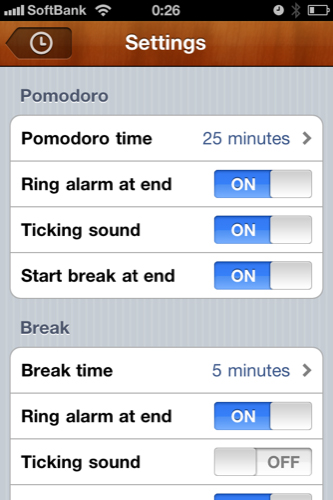 SoftBank 0:26
Settings
Pomodoro
Pomodoro time 25 minutes
Ring alarm at end ON
Ticking sound ON
Start break at end ON
Break
Break time 5 minutes
Ring alarm at end ON
Ticking sound OFF